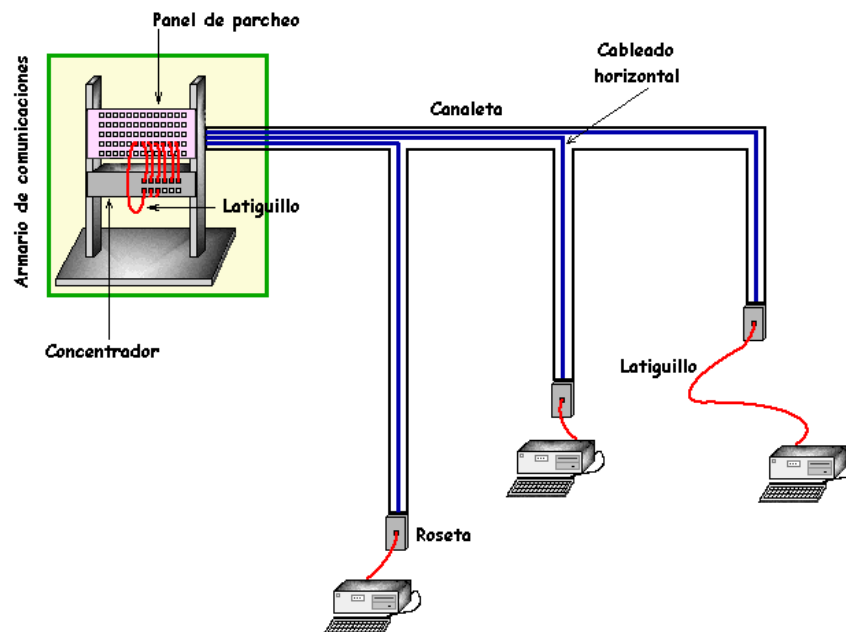 Panel de parcheo
Armario de comunicaciones
Cableado
horizontal
Canaleta
Latiguillo
Concentrador
Latiguillo
Roseta